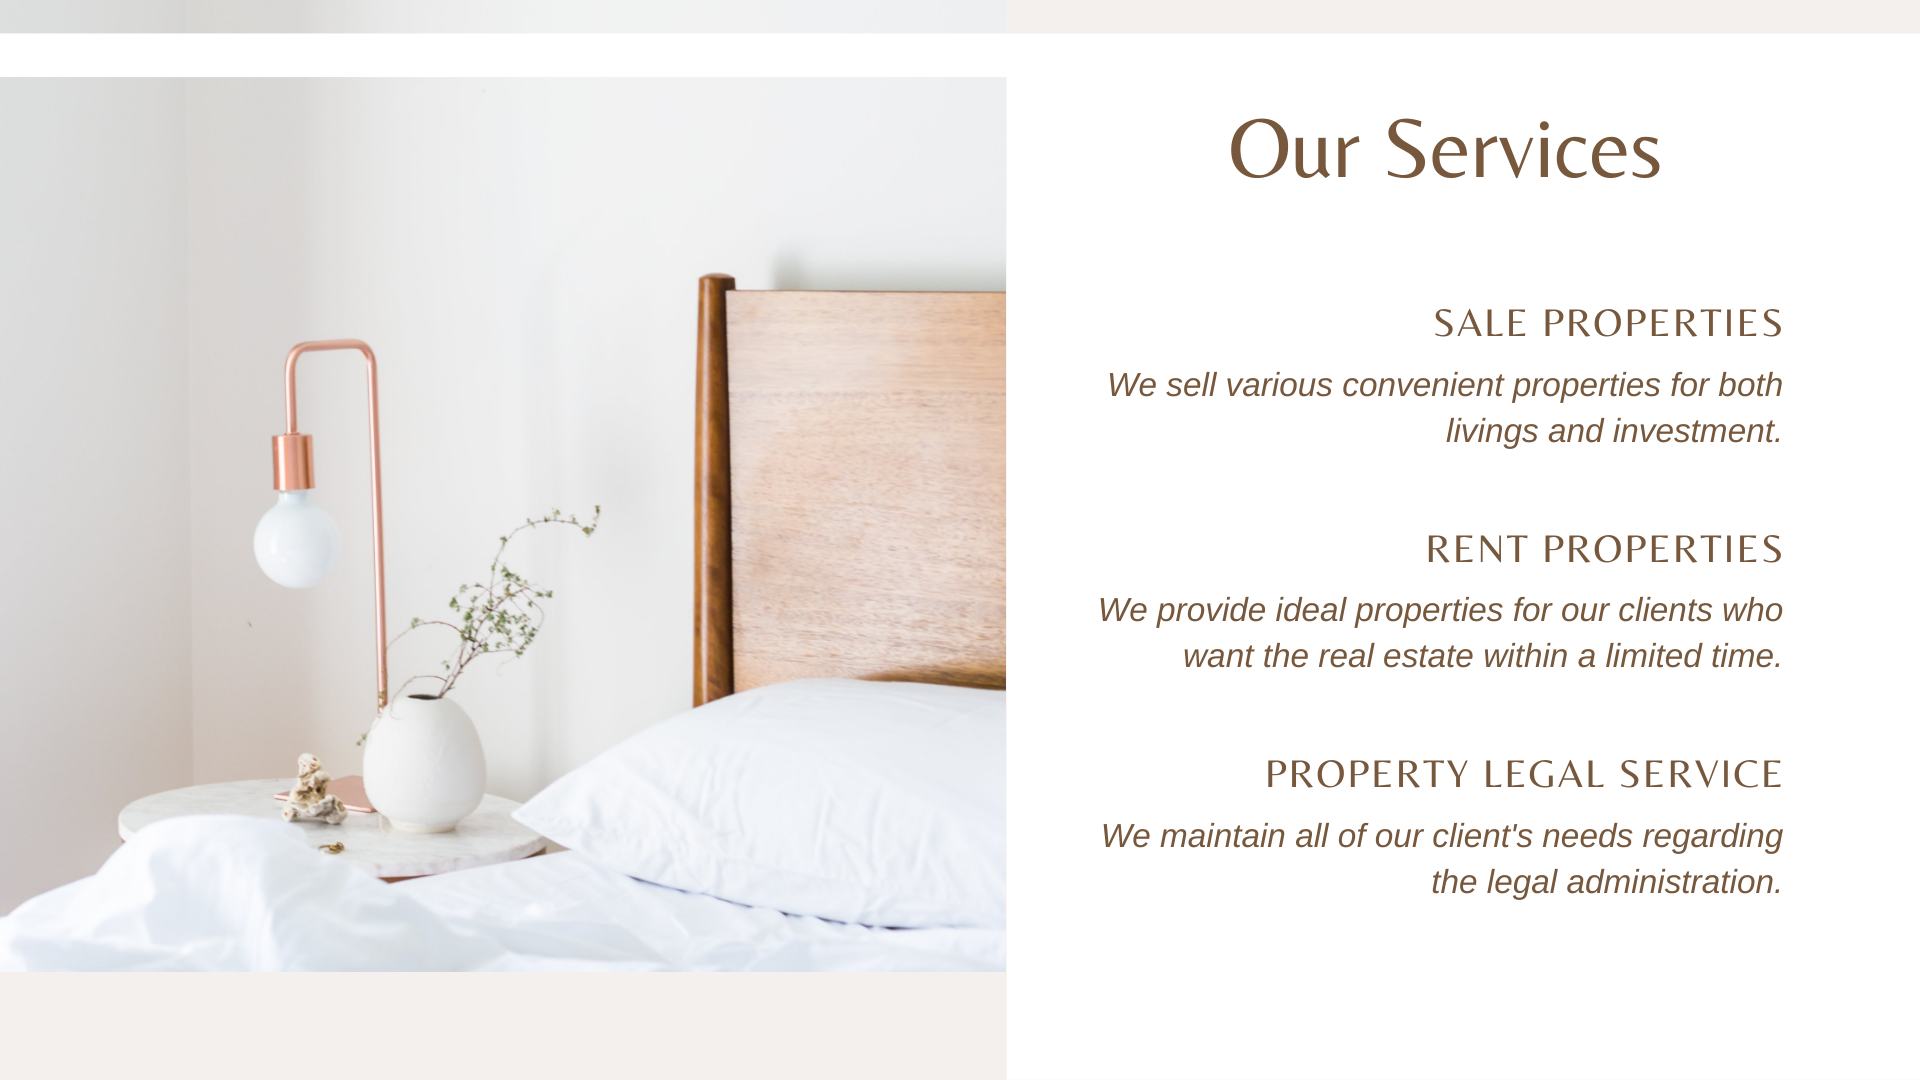 Our Services
SALE PROPERTIES
We sell various convenient properties for both
livings and investment.
RENT PROPERTIES
We provide ideal properties for our clients who
want the real estate within a limited time.
PROPERTY LEGAL SERVICE
We maintain all of our client's needs regarding
the legal administration.